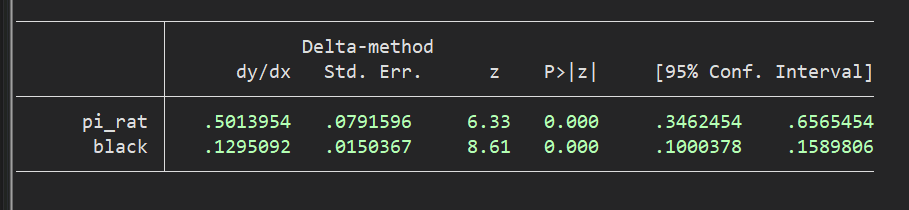 Delta-method
dy/dx Std. Err. z P>|z| [95% Conf. Interval]
pi_rat .5013954 .0791596 6.33 0.000 .3462454 .6565454
black .1295092 .0150367 8.61 0.000 .1000378 .1589806